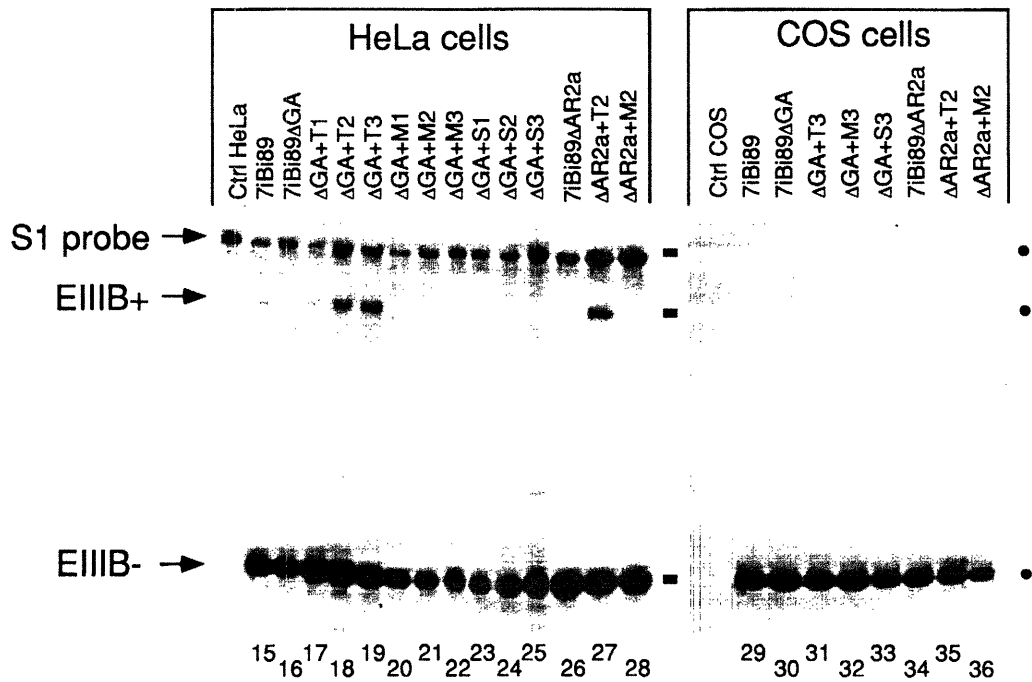 HeLa cells
COS cells
Ctrl HeLa
7iBi89
7iBi89ΔGA
ΔGA+T1
ΔGA+T2
ΔGA+T3
ΔGA+M1
ΔGA+M2
ΔGA+M3
ΔGA+S1
ΔGA+S2
ΔGA+S3
7iBi89ΔAR2a
ΔAR2a+T2
ΔAR2a+M2
Ctrl COS
7iBi89
7iBi89ΔGA
ΔGA+T3
ΔGA+M3
ΔGA+S3
7iBi89ΔAR2a
ΔAR2a+T2
ΔAR2a+M2
S1 probe
EIIIB+
EIIIB-
15 16 17 18 19 20 21 22 23 24 25 26 27 28
29 30 31 32 33 34 35 36